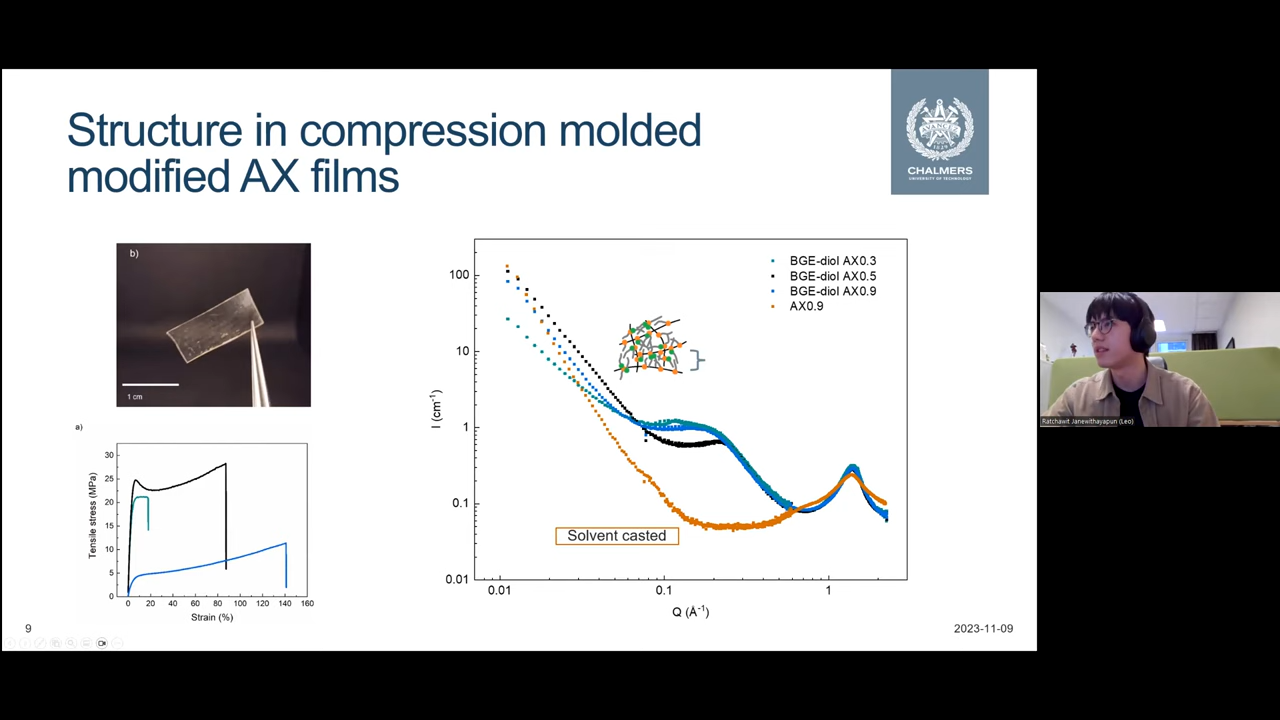 Structure in compression molded
modified AX films
AVANCEZ
1829
CHALMERS
UNIVERSITY OF TECHNOLOGY
b)
1 cm
a)
Tensile stress (MPa)
30
25
20
15
10
5
0
0 20 40 60 80 100 120 140 160
Strain (%)
BGE-diol AX0.3
BGE-diol AX0.5
BGE-diol AX0.9
AX0.9
I (cm-1)
100
10
1
0.1
0.01
Solvent casted
0.01 0.1 1
Q (Å-1)
9
2023-11-09
Ratchawit Janewithayapun (Leo)